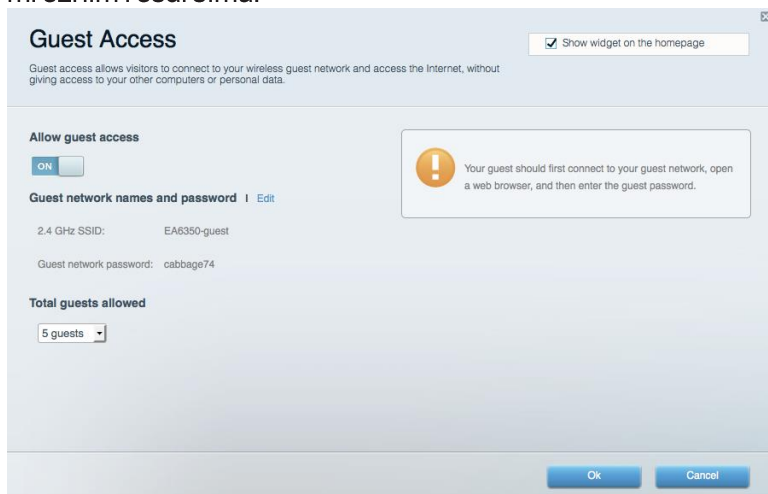 Guest Access
Show widget on the homepage
Guest access allows visitors to connect to your wireless guest network and access the Internet, without
giving access to your other computers or personal data.
Allow guest access
ON
Your guest should first connect to your guest network, open
a web browser, and then enter the guest password.
Guest network names and password | Edit
2.4 GHz SSID: EA6350-guest
Guest network password: cabbage74
Total guests allowed
5 guests
Ok Cancel